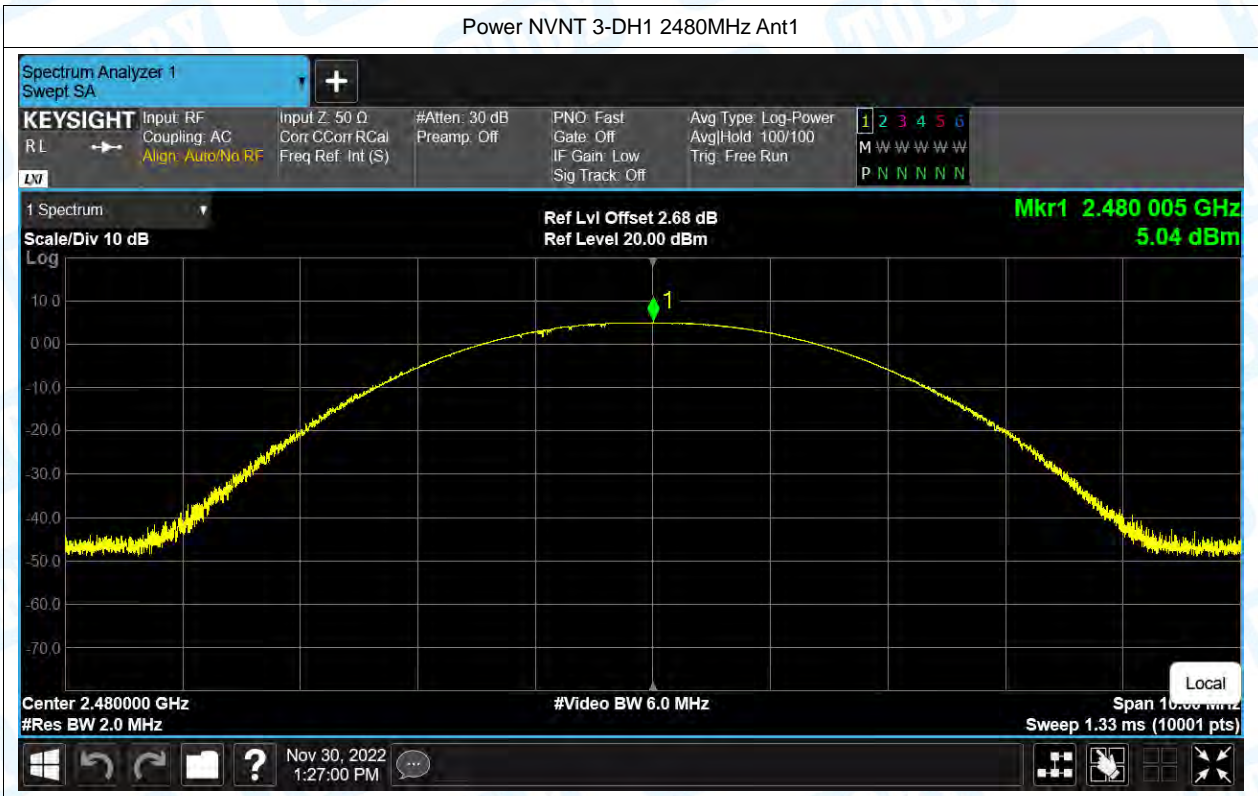 Power NVNT 3-DH1 2480MHz Ant1
Spectrum Analyzer 1
Swept SA
KEYSIGHT Input: RF Input Z: 50 Ω #Atten: 30 dB PNO: Fast Avg Type: Log-Power 1 2 3 4 5 6
RL Coupling: AC Corr CCorr RCal Preamp: Off Gate: Off Avg|Hold: 100/100 M W W W W W
Align: Auto/No RF Freq Ref: Int (S) IF Gain: Low Trig: Free Run
LXI Sig Track: Off P N N N N N
1 Spectrum Ref Lvl Offset 2.68 dB Mkr1 2.480 005 GHz
Scale/Div 10 dB Ref Level 20.00 dBm 5.04 dBm
Log
10.0
1
0.00
-10.0
-20.0
-30.0
-40.0
-50.0
-60.0
-70.0
Local
Center 2.480000 GHz #Video BW 6.0 MHz Span 10.00 MHz
#Res BW 2.0 MHz Sweep 1.33 ms (10001 pts)
? Nov 30, 2022
1:27:00 PM